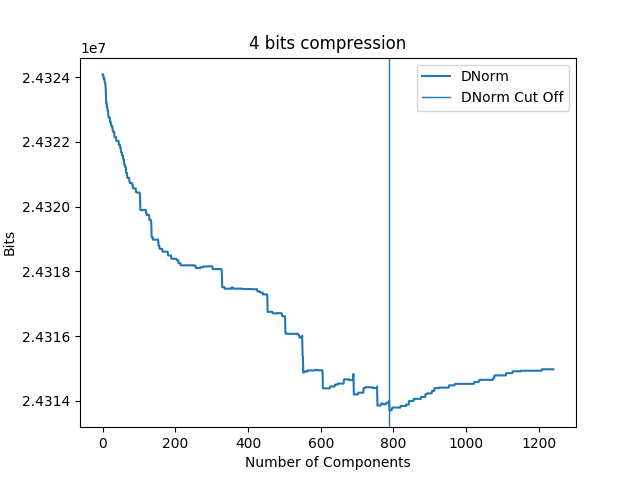 4 bits compression
1e7
DNorm
DNorm Cut Off
2.4324
2.4322
2.4320
2.4318
2.4316
2.4314
Bits
0 200 400 600 800 1000 1200
Number of Components